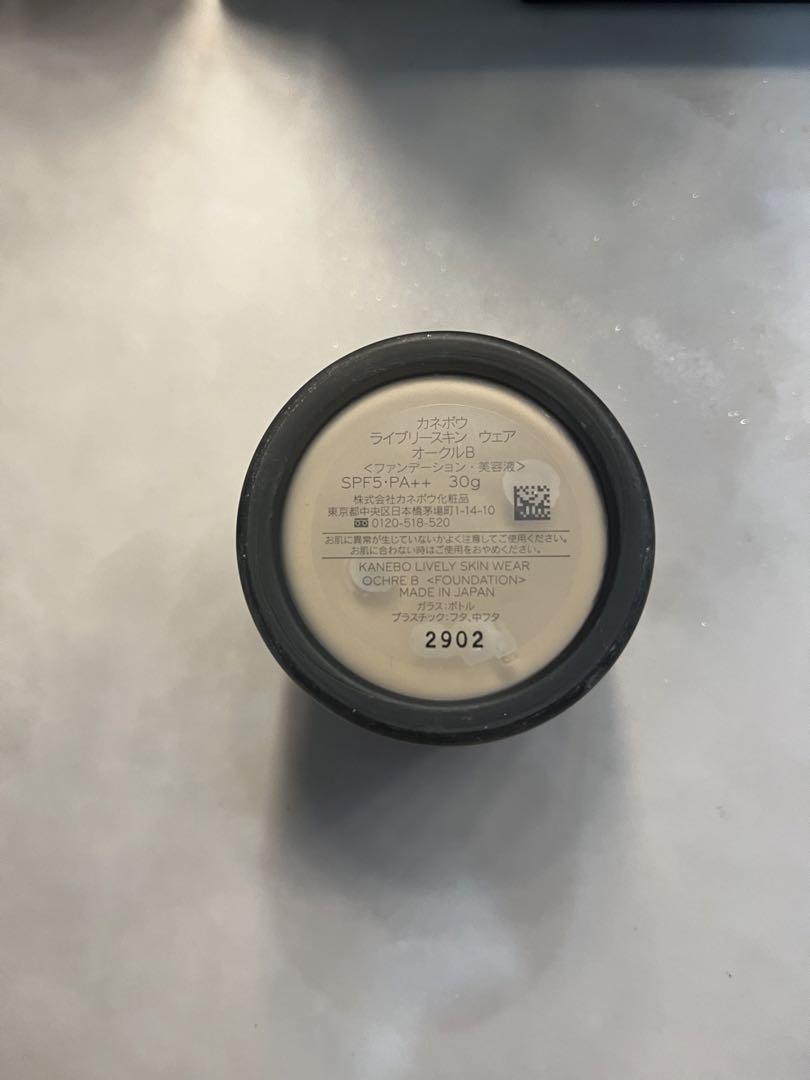 カネボウ
ライブリースキン ウェア
オークルB
<ファンデーション・美容液>
SPF5・PA++ 30g
株式会社カネボウ化粧品
東京都中央区日本橋茅場町1-14-10
0120-518-520
お肌に異常が生じていないかよく注意してご使用ください。
お肌に合わない時はご使用をおやめください。
KANEBO LIVELY SKIN WEAR
OCHRE B <FOUNDATION>
MADE IN JAPAN
ガラス:ボトル
プラスチック:フタ、中フタ
2902